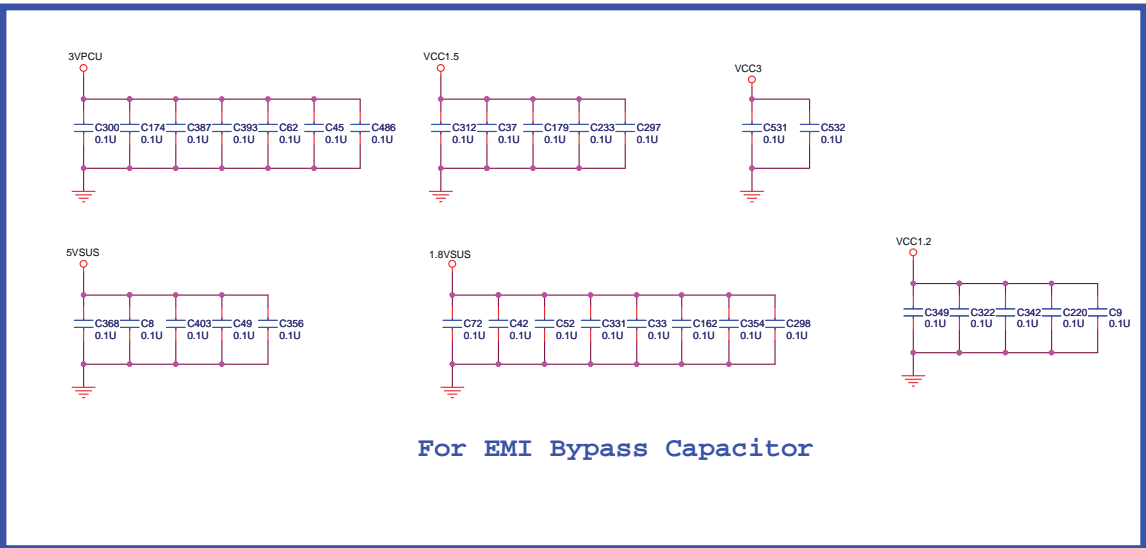 3VPCU
VCC1.5
VCC3
C300 C174 C387 C393 C62 C45 C486
0.1U 0.1U 0.1U 0.1U 0.1U 0.1U 0.1U
C312 C37 C179 C233 C297
0.1U 0.1U 0.1U 0.1U 0.1U
C531 C532
0.1U 0.1U
5VSUS
1.8VSUS
VCC1.2
C368 C8 C403 C49 C356
0.1U 0.1U 0.1U 0.1U 0.1U
C72 C42 C52 C331 C33 C162 C354 C298
0.1U 0.1U 0.1U 0.1U 0.1U 0.1U 0.1U 0.1U
C349 C322 C342 C220 C9
0.1U 0.1U 0.1U 0.1U 0.1U
For EMI Bypass Capacitor